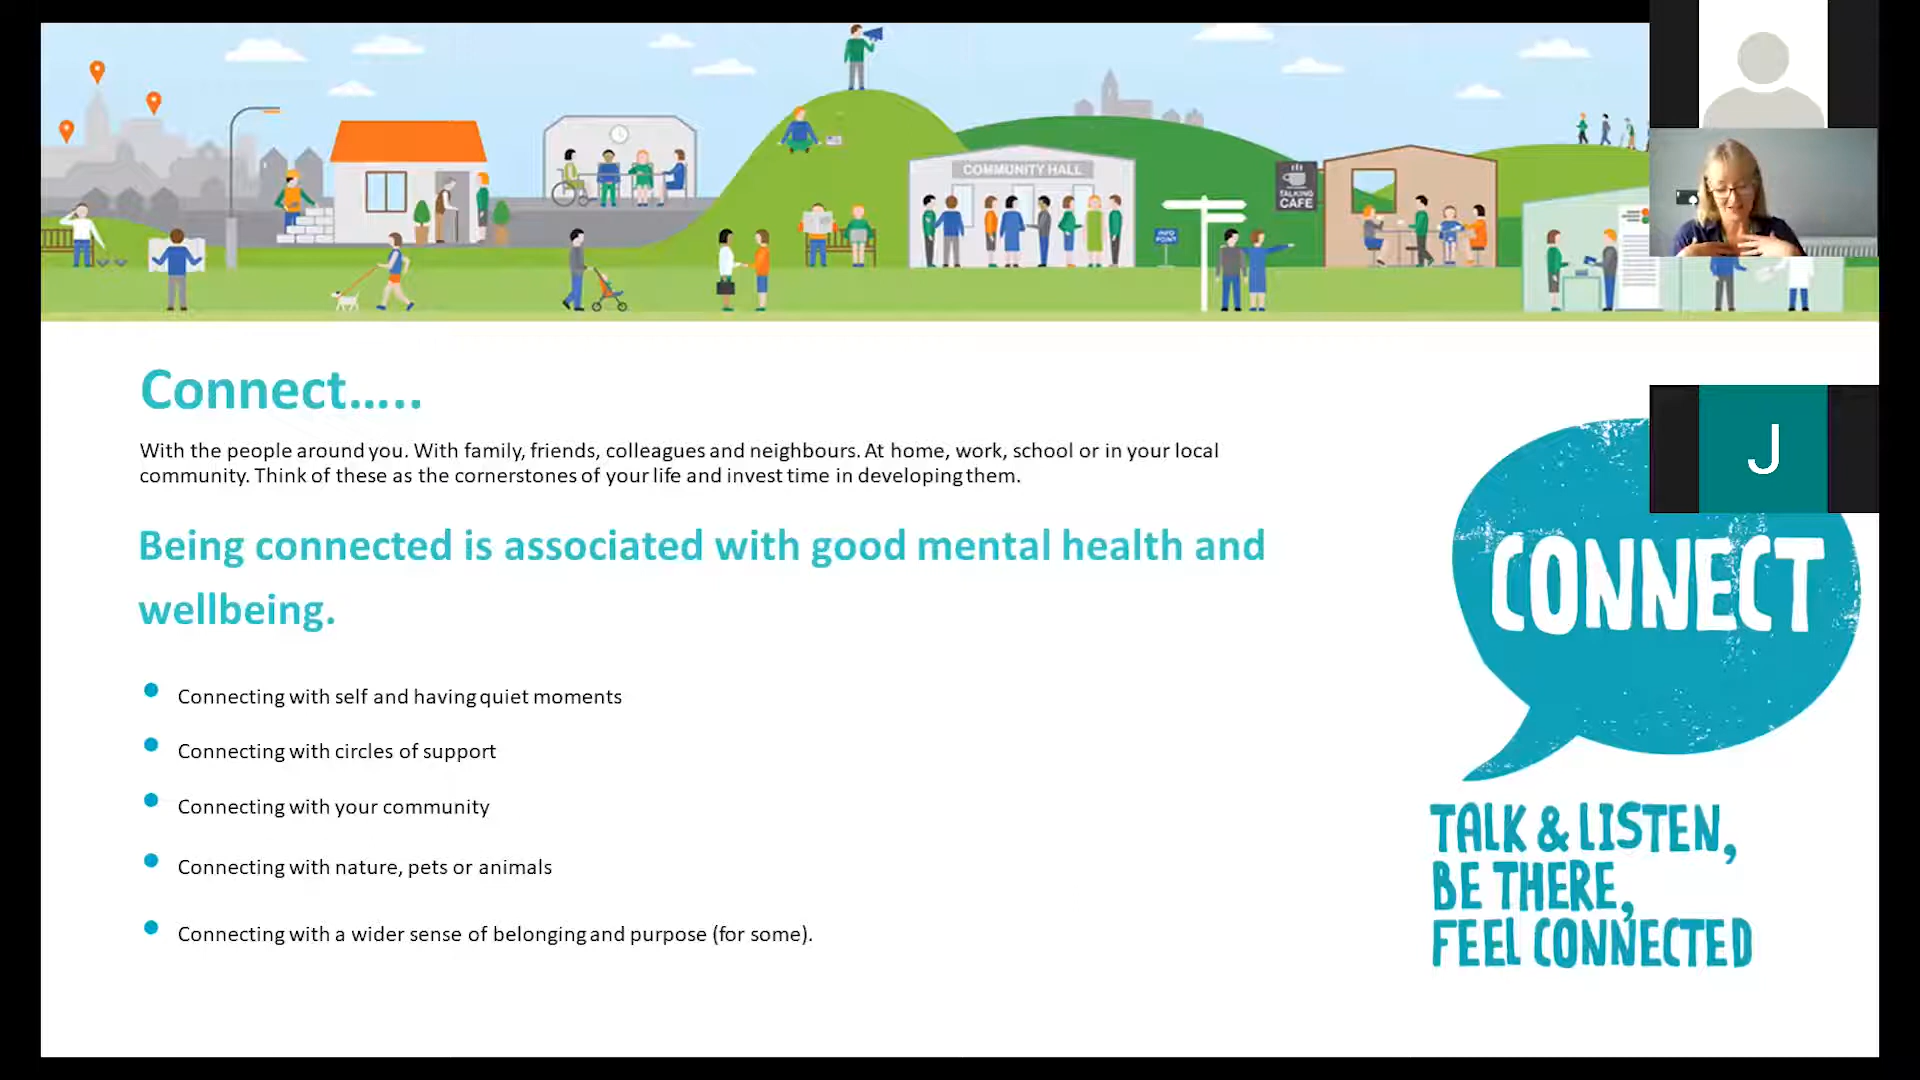 COMMUNITY HALL
TALKING
CAFE
INFO
POINT
Connect.....
With the people around you. With family, friends, colleagues and neighbours. At home, work, school or in your local
community. Think of these as the cornerstones of your life and invest time in developing them.
Being connected is associated with good mental health and
wellbeing.
Connecting with self and having quiet moments
Connecting with circles of support
Connecting with your community
Connecting with nature, pets or animals
Connecting with a wider sense of belonging and purpose (for some).
J
CONNECT
TALK & LISTEN,
BE THERE,
FEEL CONNECTED